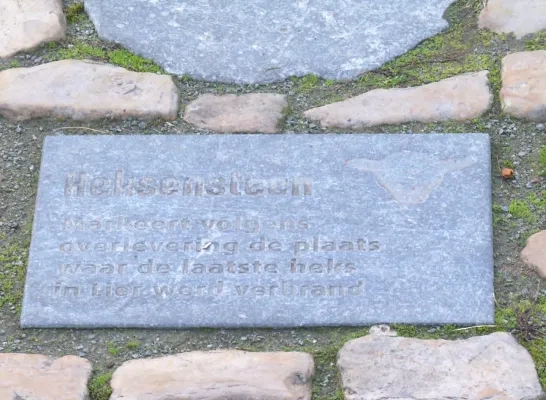 Heksensteen
Markeert volgens
overlevering de plaats
waar de laatste heks
in Lier werd verbrand